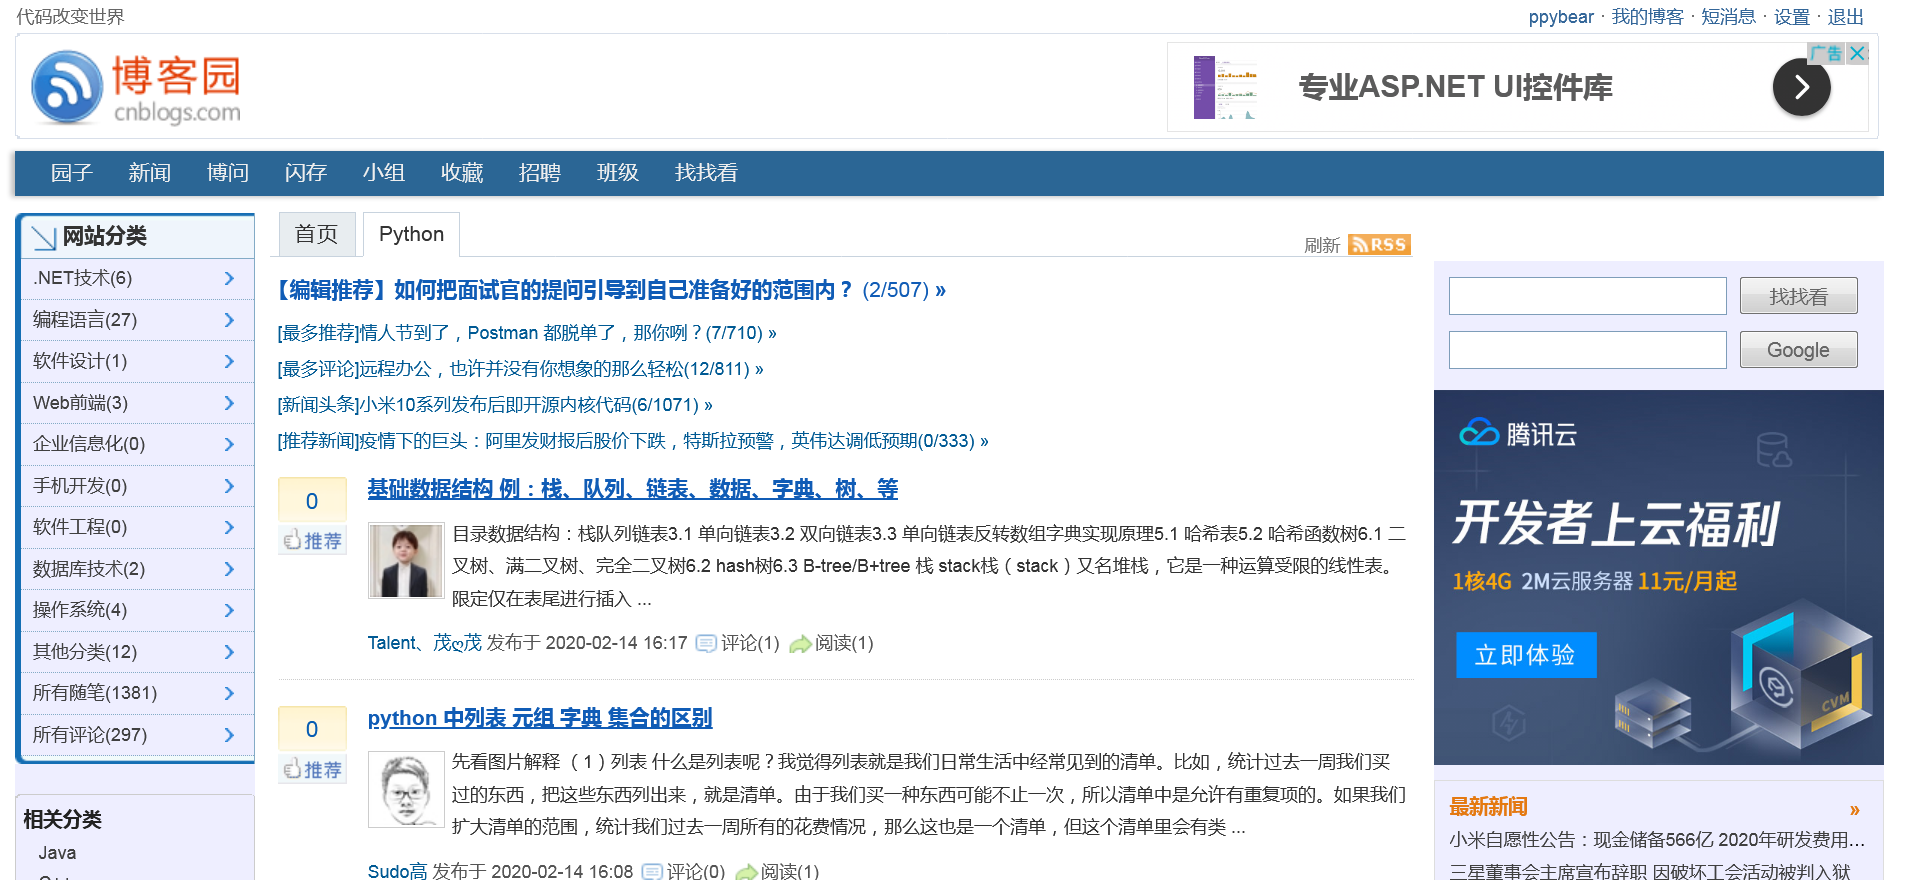 代码改变世界
ppybear · 我的博客 · 短消息 · 设置 · 退出
博客园
cnblogs.com
广告
专业ASP.NET UI控件库
园子 新闻 博问 闪存 小组 收藏 招聘 班级 找找看
网站分类
.NET技术(6)
编程语言(27)
软件设计(1)
Web前端(3)
企业信息化(0)
手机开发(0)
软件工程(0)
数据库技术(2)
操作系统(4)
其他分类(12)
所有随笔(1381)
所有评论(297)
相关分类
Java
首页 Python
刷新 RSS
【编辑推荐】如何把面试官的提问引导到自己准备好的范围内？(2/507) »
[最多推荐]情人节到了，Postman 都脱单了，那你咧？(7/710) »
[最多评论]远程办公，也许并没有你想象的那么轻松(12/811) »
[新闻头条]小米10系列发布后即开源内核代码(6/1071) »
[推荐新闻]疫情下的巨头：阿里发财报后股价下跌，特斯拉预警，英伟达调低预期(0/333) »
0
推荐
基础数据结构 例：栈、队列、链表、数据、字典、树、等
目录数据结构：栈队列链表3.1 单向链表3.2 双向链表3.3 单向链表反转数组字典实现原理5.1 哈希表5.2 哈希函数树6.1 二
叉树、满二叉树、完全二叉树6.2 hash树6.3 B-tree/B+tree 栈 stack栈（stack）又名堆栈，它是一种运算受限的线性表。
限定仅在表尾进行插入 ...
Talent、茂ღ茂 发布于 2020-02-14 16:17 评论(1) 阅读(1)
0
推荐
python 中列表 元组 字典 集合的区别
先看图片解释 （1）列表 什么是列表呢？我觉得列表就是我们日常生活中经常见到的清单。比如，统计过去一周我们买
过的东西，把这些东西列出来，就是清单。由于我们买一种东西可能不止一次，所以清单中是允许有重复项的。如果我们
扩大清单的范围，统计我们过去一周所有的花费情况，那么这也是一个清单，但这个清单里会有类 ...
Sudo高 发布于 2020-02-14 16:08 评论(0) 阅读(1)
找找看
Google
腾讯云
开发者上云福利
1核4G 2M云服务器 11元/月起
立即体验
CVM
最新新闻 »
小米自愿性公告：现金储备566亿 2020年研发费用...
三星董事会主席宣布辞职 因破坏工会活动被判入狱